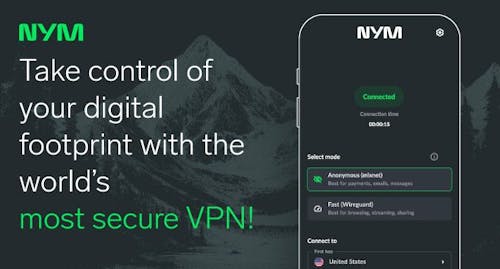 NYM
Take control of
your digital
footprint with the
world's
most secure VPN!
NYM
Connected
Connection time
00:00:15
Select mode
Anonymous (mixnet)
Best for payments, emails, messages
Fast (Wireguard)
Best for browsing, streaming, sharing
Connect to
First hop
United States